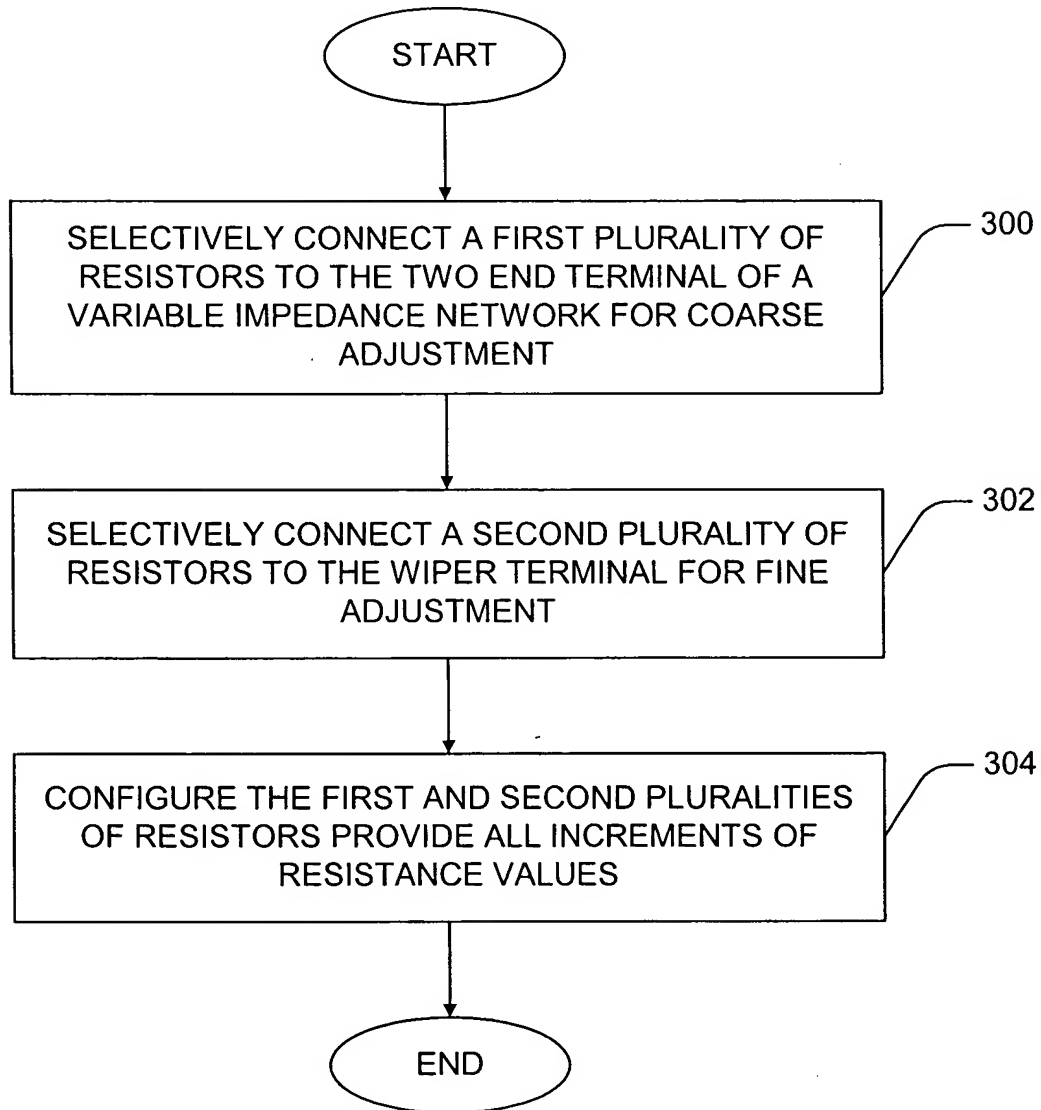 START
SELECTIVELY CONNECT A FIRST PLURALITY OF
RESISTORS TO THE TWO END TERMINAL OF A
VARIABLE IMPEDANCE NETWORK FOR COARSE
ADJUSTMENT
300
SELECTIVELY CONNECT A SECOND PLURALITY OF
RESISTORS TO THE WIPER TERMINAL FOR FINE
ADJUSTMENT
302
CONFIGURE THE FIRST AND SECOND PLURALITIES
OF RESISTORS PROVIDE ALL INCREMENTS OF
RESISTANCE VALUES
304
END